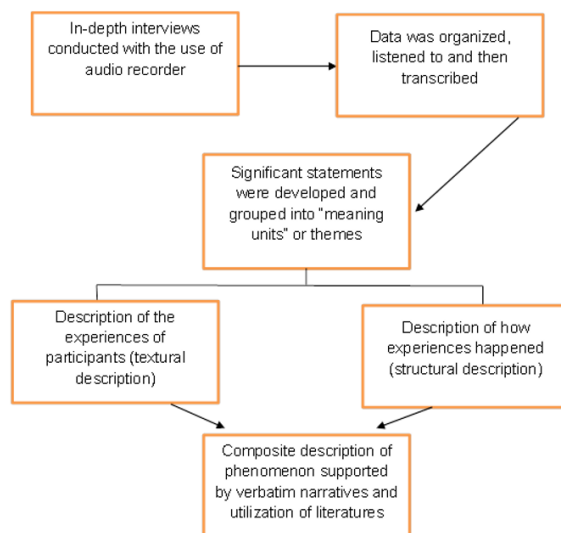 In-depth interviews
conducted with the use of
audio recorder
Data was organized,
listened to and then
transcribed
Significant statements
were developed and
grouped into "meaning
units" or themes
Description of the
experiences of
participants (textural
description)
Description of how
experiences happened
(structural description)
Composite description of
phenomenon supported
by verbatim narratives and
utilization of literatures